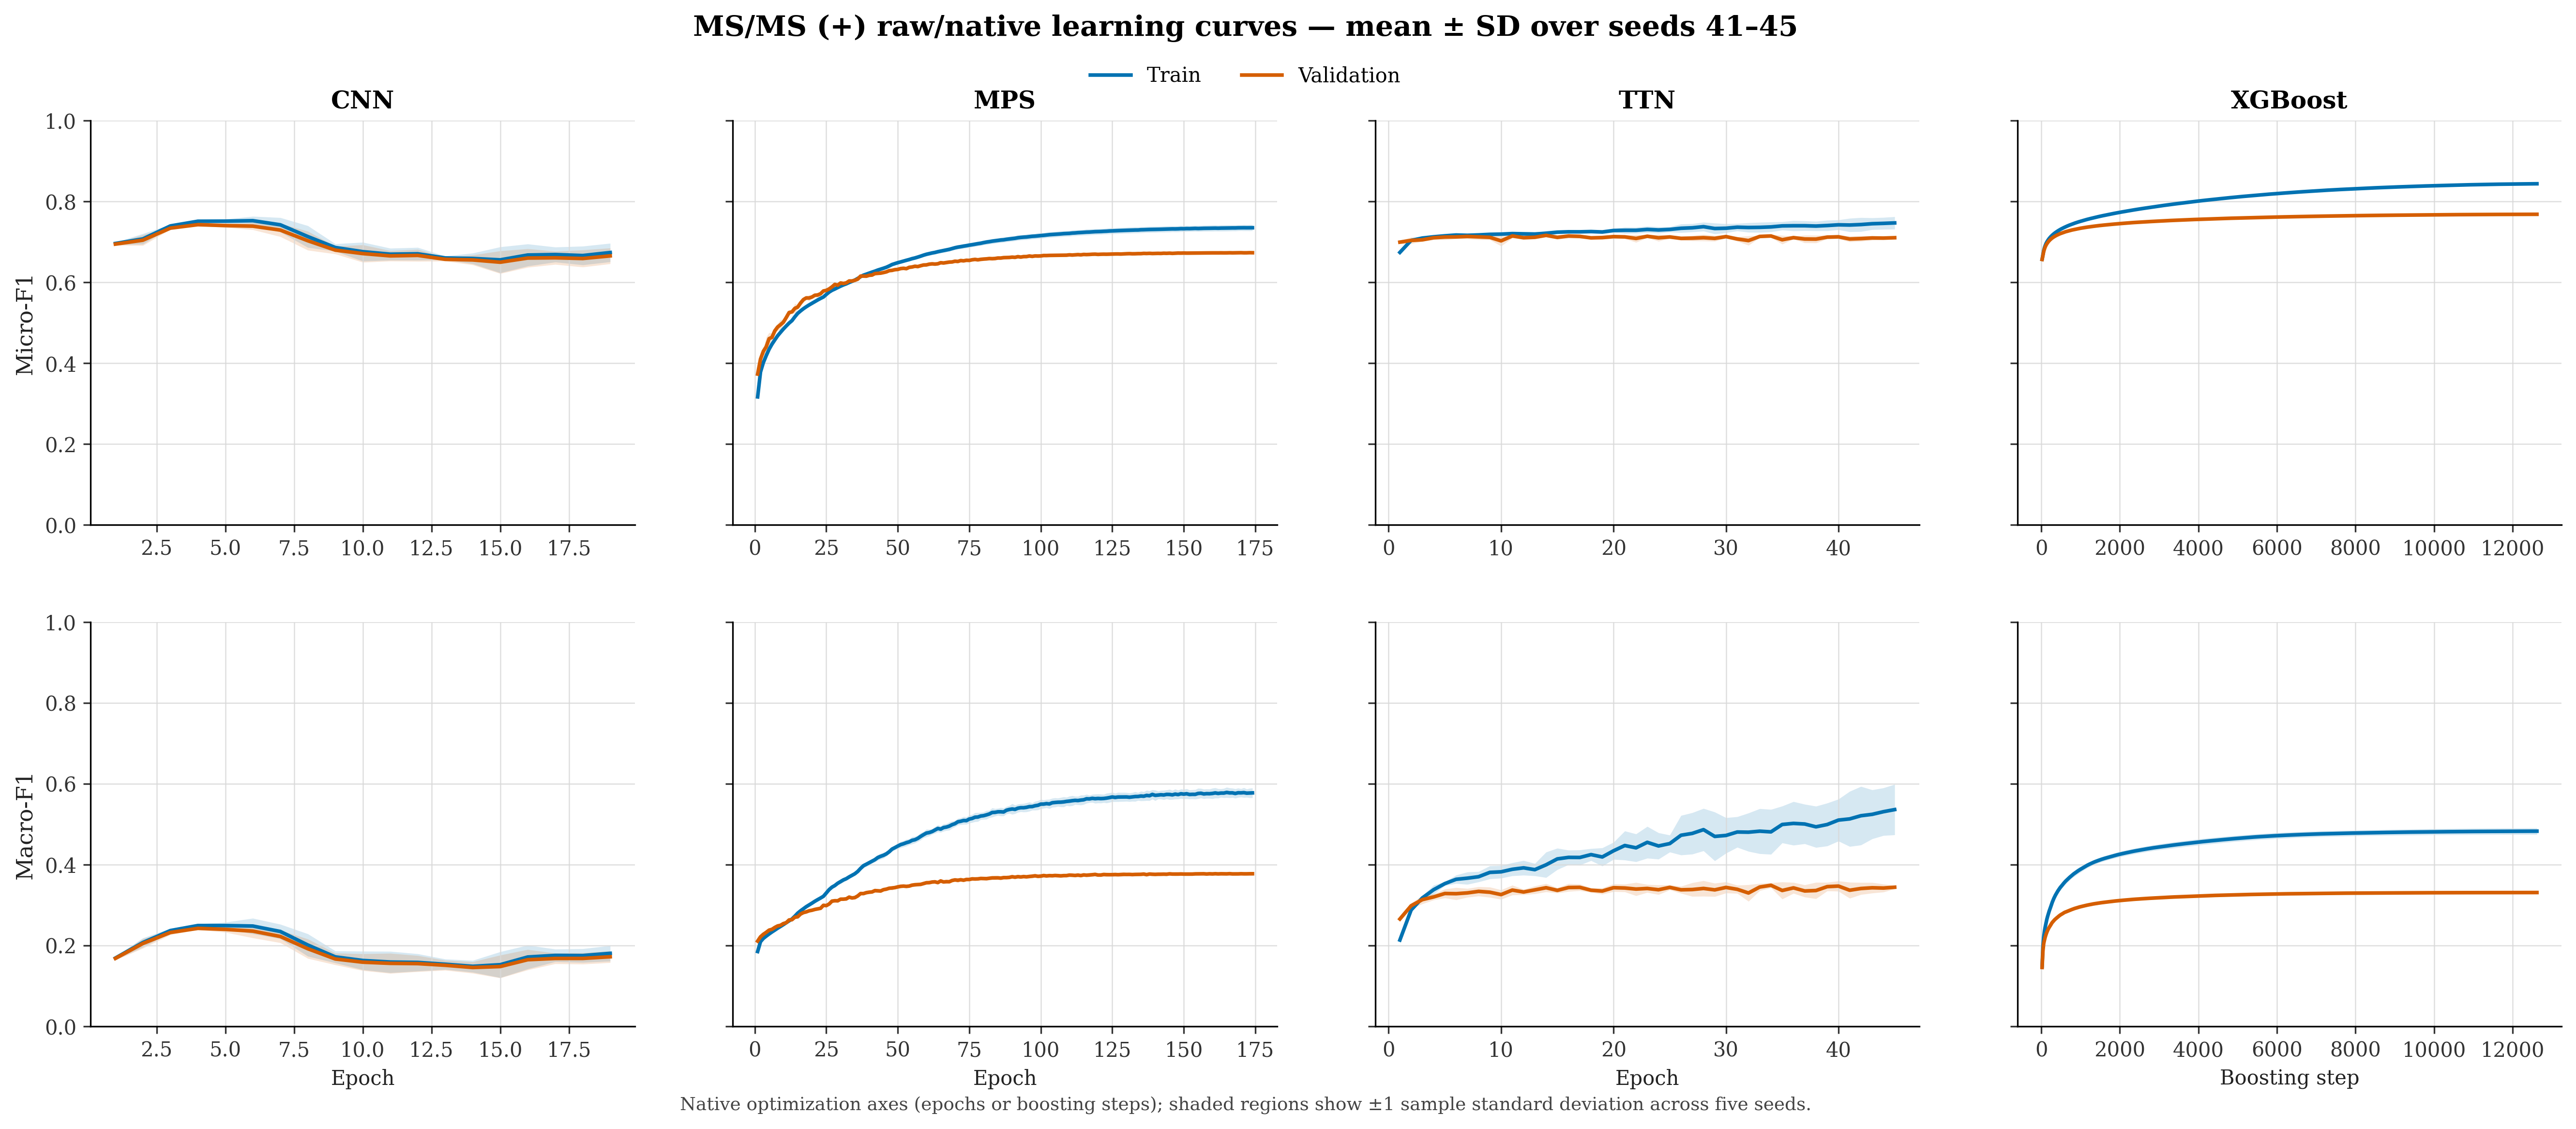 MS/MS (+) raw/native learning curves — mean ± SD over seeds 41–45
Train Validation
CNN MPS TTN XGBoost
Micro-F1
1.0
0.8
0.6
0.4
0.2
0.0
2.5 5.0 7.5 10.0 12.5 15.0 17.5
0 25 50 75 100 125 150 175
0 10 20 30 40
0 2000 4000 6000 8000 10000 12000
Macro-F1
1.0
0.8
0.6
0.4
0.2
0.0
2.5 5.0 7.5 10.0 12.5 15.0 17.5
0 25 50 75 100 125 150 175
0 10 20 30 40
0 2000 4000 6000 8000 10000 12000
Epoch Epoch Epoch Boosting step
Native optimization axes (epochs or boosting steps); shaded regions show ±1 sample standard deviation across five seeds.